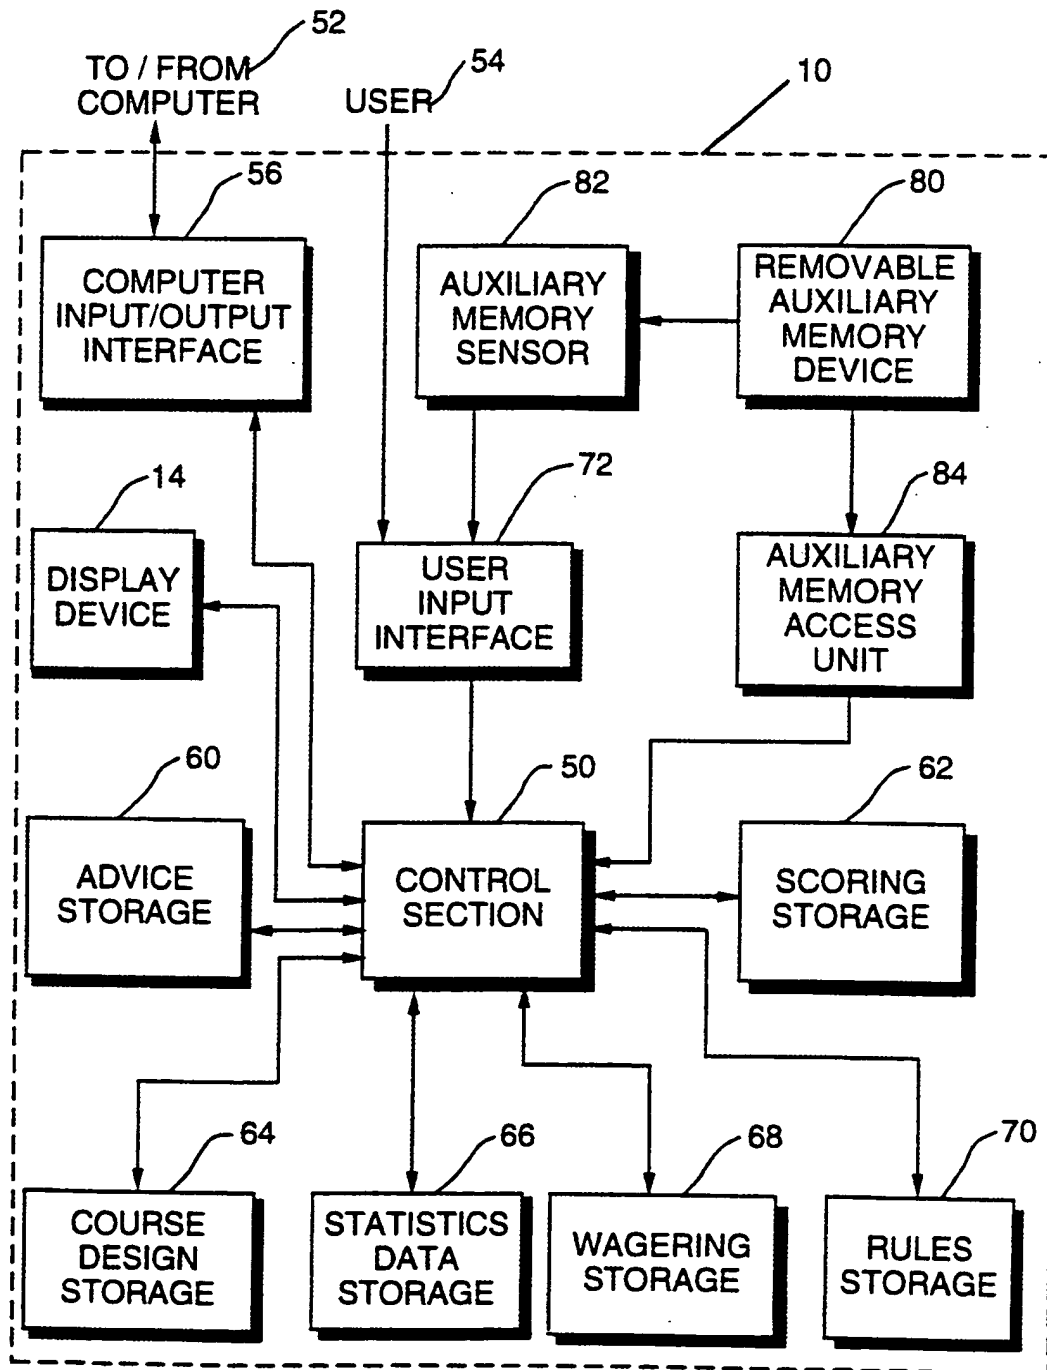 52
TO / FROM
COMPUTER
54
USER
10
56
COMPUTER
INPUT/OUTPUT
INTERFACE
82
AUXILIARY
MEMORY
SENSOR
80
REMOVABLE
AUXILIARY
MEMORY
DEVICE
14
DISPLAY
DEVICE
72
USER
INPUT
INTERFACE
84
AUXILIARY
MEMORY
ACCESS
UNIT
60
ADVICE
STORAGE
50
CONTROL
SECTION
62
SCORING
STORAGE
64
COURSE
DESIGN
STORAGE
66
STATISTICS
DATA
STORAGE
68
WAGERING
STORAGE
70
RULES
STORAGE